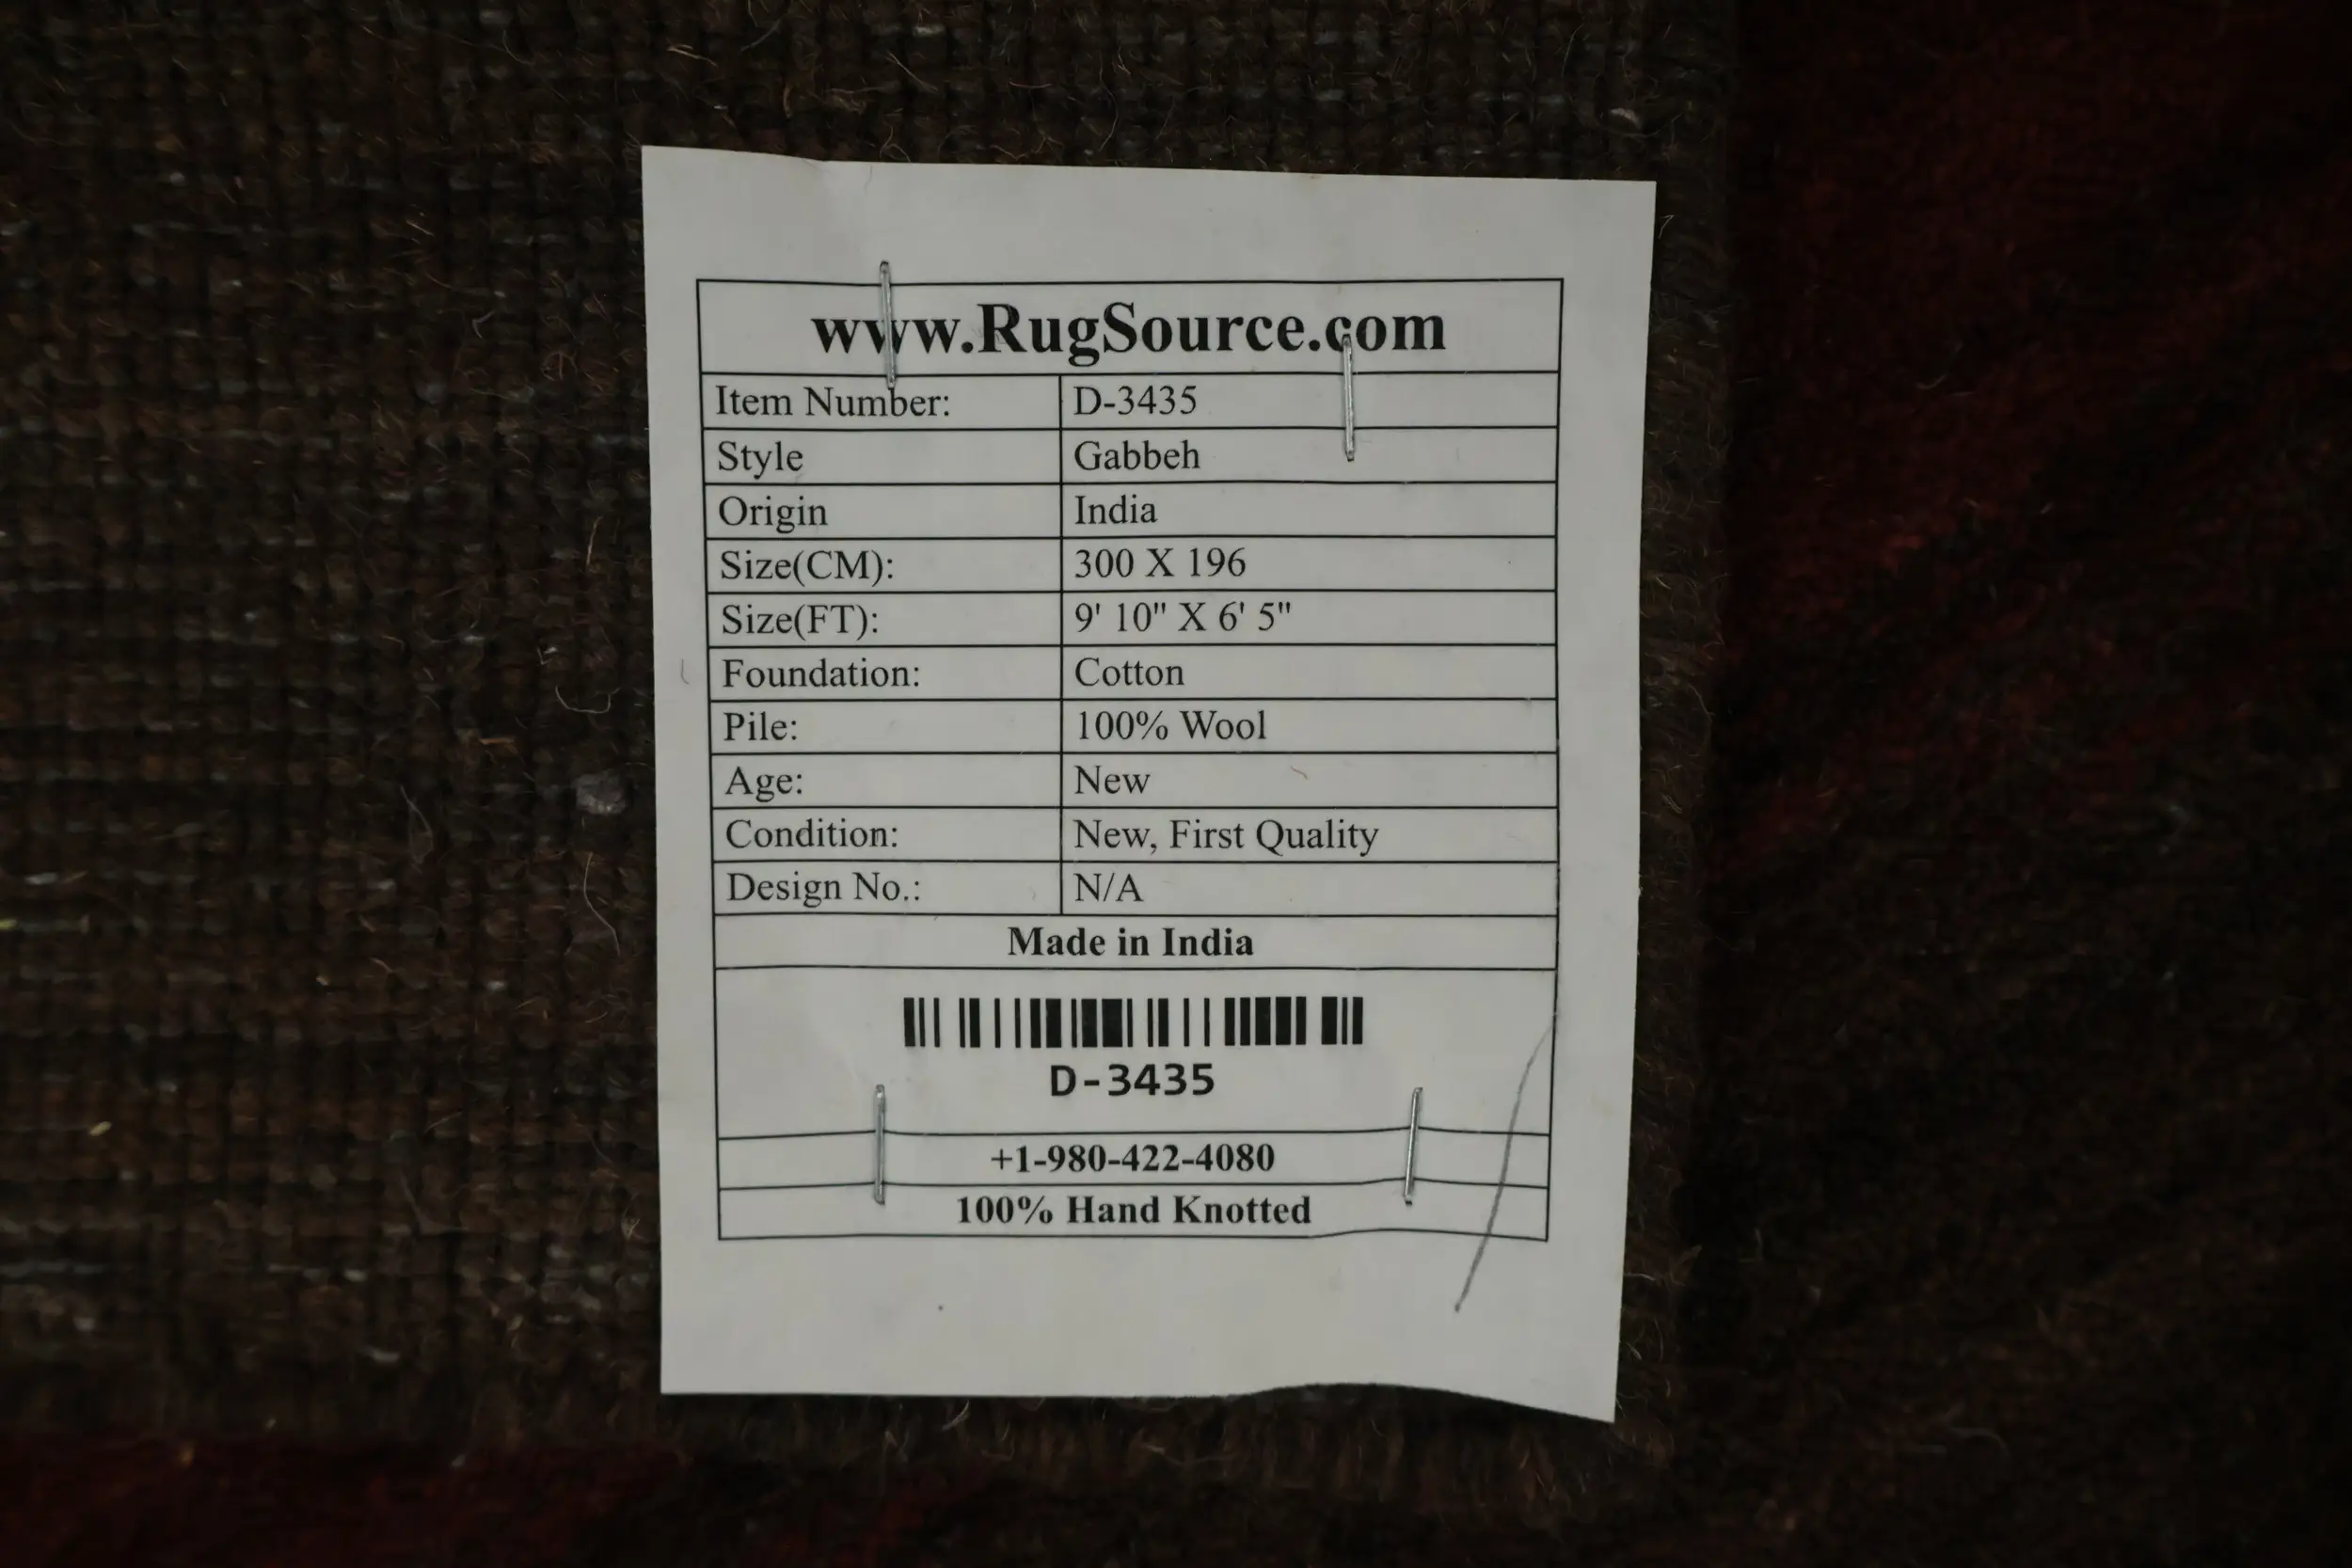 www.RugSource.com
Item Number: D-3435
Style Gabbeh
Origin India
Size(CM): 300 X 196
Size(FT): 9' 10" X 6' 5"
Foundation: Cotton
Pile: 100% Wool
Age: New
Condition: New, First Quality
Design No.: N/A
Made in India
D-3435
+1-980-422-4080
100% Hand Knotted